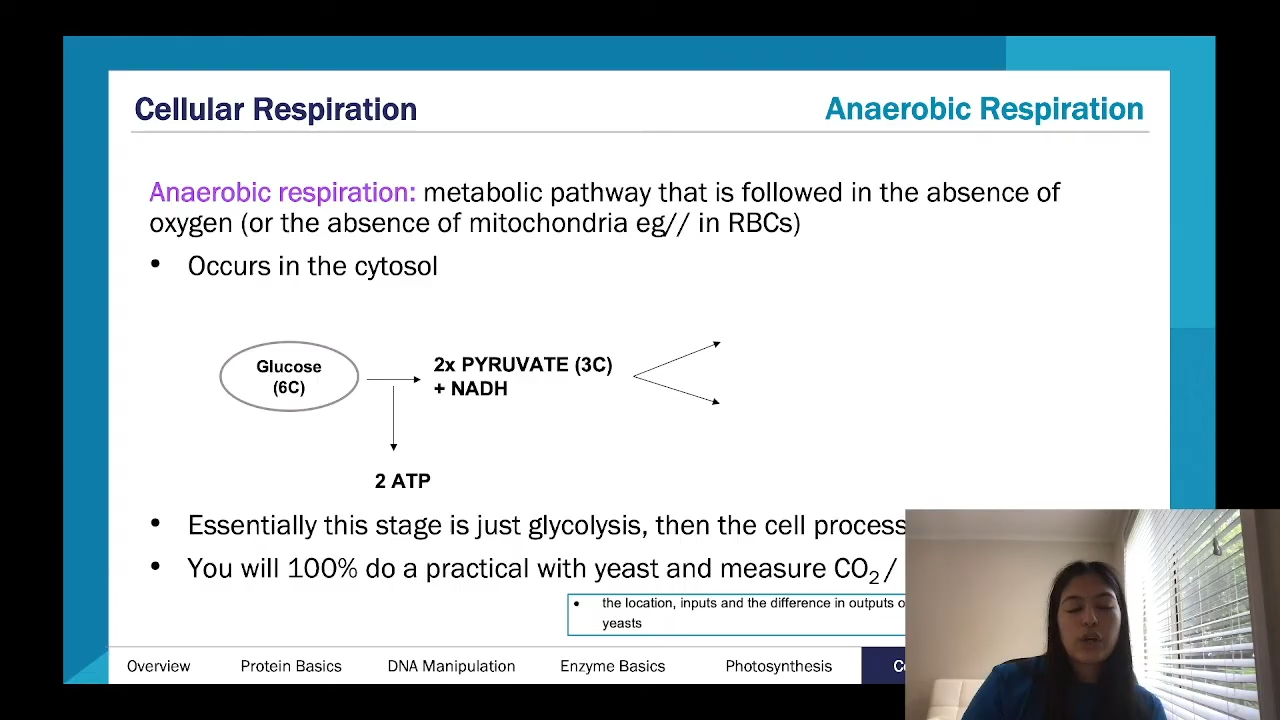 Cellular Respiration
Anaerobic Respiration
Anaerobic respiration: metabolic pathway that is followed in the absence of
oxygen (or the absence of mitochondria eg// in RBCs)
• Occurs in the cytosol
Glucose
(6C)
2x PYRUVATE (3C)
+ NADH
2 ATP
• Essentially this stage is just glycolysis, then the cell process
• You will 100% do a practical with yeast and measure CO₂ /
• the location, inputs and the difference in outputs
yeasts
Overview
Protein Basics
DNA Manipulation
Enzyme Basics
Photosynthesis